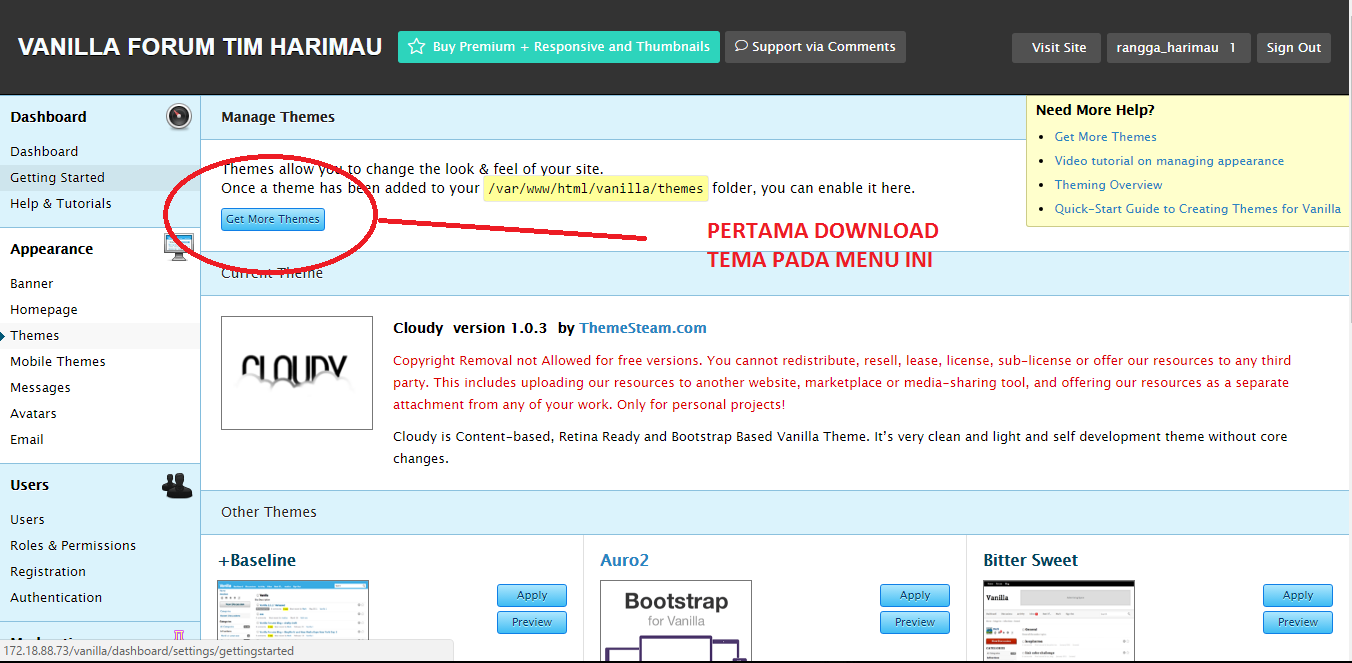 VANILLA FORUM TIM HARIMAU
Buy Premium + Responsive and Thumbnails
Support via Comments
Visit Site
rangga_harimau 1
Sign Out
Dashboard
Dashboard
Getting Started
Help & Tutorials
Appearance
Banner
Homepage
Themes
Mobile Themes
Messages
Avatars
Email
Users
Users
Roles & Permissions
Registration
Authentication
Manage Themes
Themes allow you to change the look & feel of your site.
Once a theme has been added to your /var/www/html/vanilla/themes folder, you can enable it here.
Get More Themes
PERTAMA DOWNLOAD
TEMA PADA MENU INI
Need More Help?
Get More Themes
Video tutorial on managing appearance
Theming Overview
Quick-Start Guide to Creating Themes for Vanilla
Current Theme
CLOUDY
Cloudy version 1.0.3 by ThemeSteam.com
Copyright Removal not Allowed for free versions. You cannot redistribute, resell, lease, license, sub-license or offer our resources to any third
party. This includes uploading our resources to another website, marketplace or media-sharing tool, and offering our resources as a separate
attachment from any of your work. Only for personal projects!
Cloudy is Content-based, Retina Ready and Bootstrap Based Vanilla Theme. It's very clean and light and self development theme without core
changes.
Other Themes
+Baseline
Apply
Preview
Auro2
Bootstrap
for Vanilla
Apply
Preview
Bitter Sweet
Vanilla
Apply
Preview
172.18.88.73/vanilla/dashboard/settings/gettingstarted